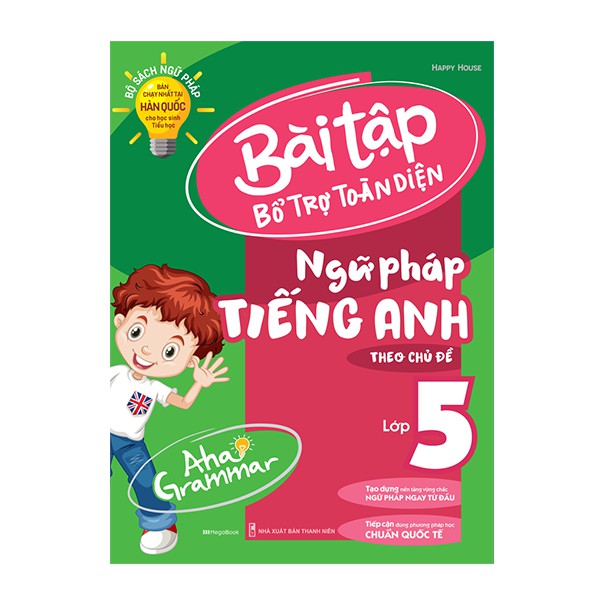 HAPPY HOUSE
BỘ SÁCH NGỮ PHÁP
BÁN
CHẠY NHẤT TẠI
HÀN QUỐC
cho học sinh
Tiểu học
Bài tập
BỔ TRỢ TOÀN DIỆN
Ngữ pháp
TIẾNG ANH
THEO CHỦ ĐỀ
Lớp 5
Aha
Grammar
Tạo dựng nền tảng vững chắc
NGỮ PHÁP NGAY TỪ ĐẦU
Tiếp cận đúng phương pháp học
CHUẨN QUỐC TẾ
MegaBook
NHÀ XUẤT BẢN THANH NIÊN